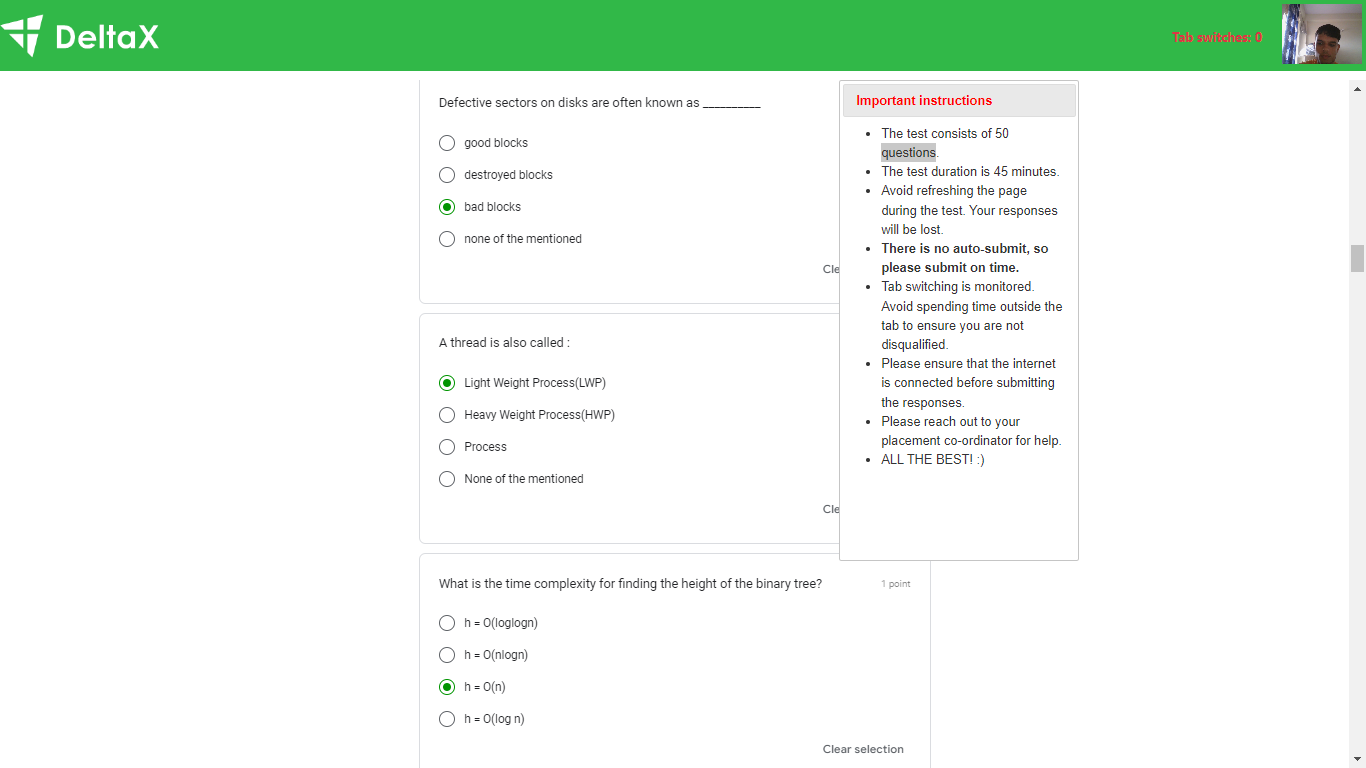 DeltaX
Tab switches: 0
Defective sectors on disks are often known as __________
good blocks
destroyed blocks
bad blocks
none of the mentioned
Cle
A thread is also called :
Light Weight Process(LWP)
Heavy Weight Process(HWP)
Process
None of the mentioned
Cle
What is the time complexity for finding the height of the binary tree?
1 point
h = O(loglogn)
h = O(nlogn)
h = O(n)
h = O(log n)
Clear selection
Important instructions
The test consists of 50
questions.
The test duration is 45 minutes.
Avoid refreshing the page
during the test. Your responses
will be lost.
There is no auto-submit, so
please submit on time.
Tab switching is monitored.
Avoid spending time outside the
tab to ensure you are not
disqualified.
Please ensure that the internet
is connected before submitting
the responses.
Please reach out to your
placement co-ordinator for help.
ALL THE BEST! :)